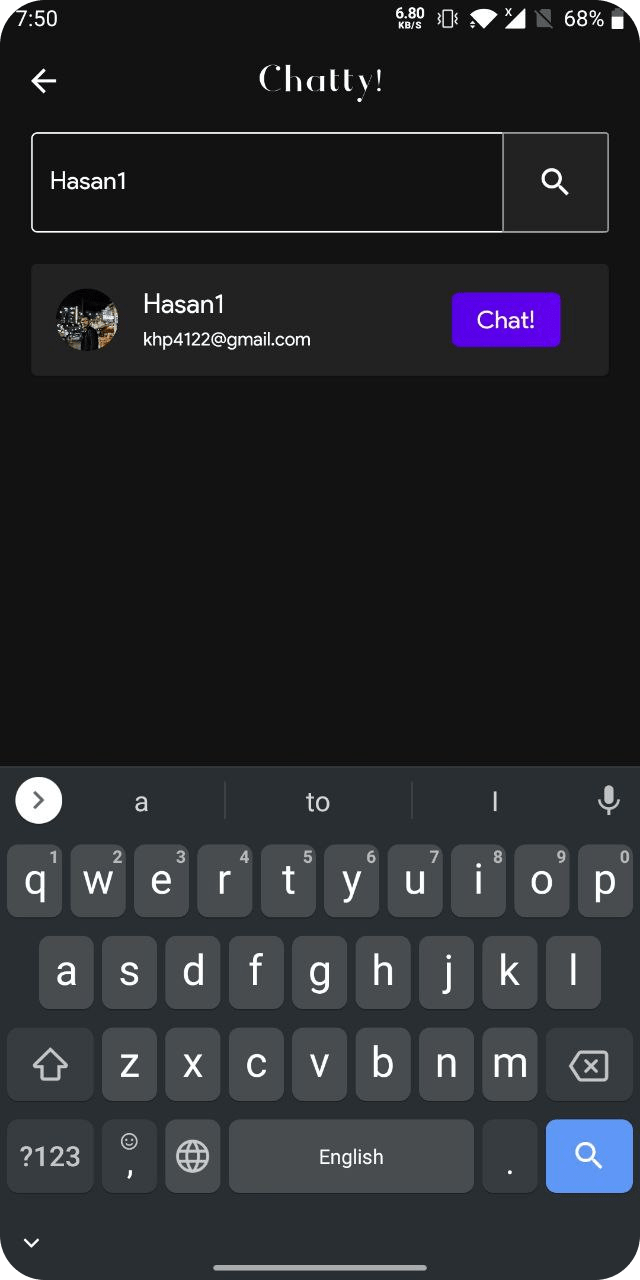 7:50 6.80 KB/S X 68%
Chatty!
Hasan1
Hasan1
khp4122@gmail.com
Chat!
a to I
q1 w2 e3 r4 t5 y6 u7 i8 o9 p0
a s d f g h j k l
z x c v b n m
?123 , English .